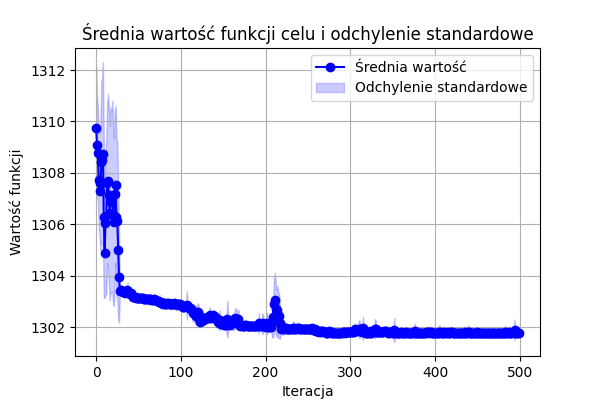 Średnia wartość funkcji celu i odchylenie standardowe
Średnia wartość
Odchylenie standardowe
Wartość funkcji
1312
1310
1308
1306
1304
1302
0 100 200 300 400 500
Iteracja